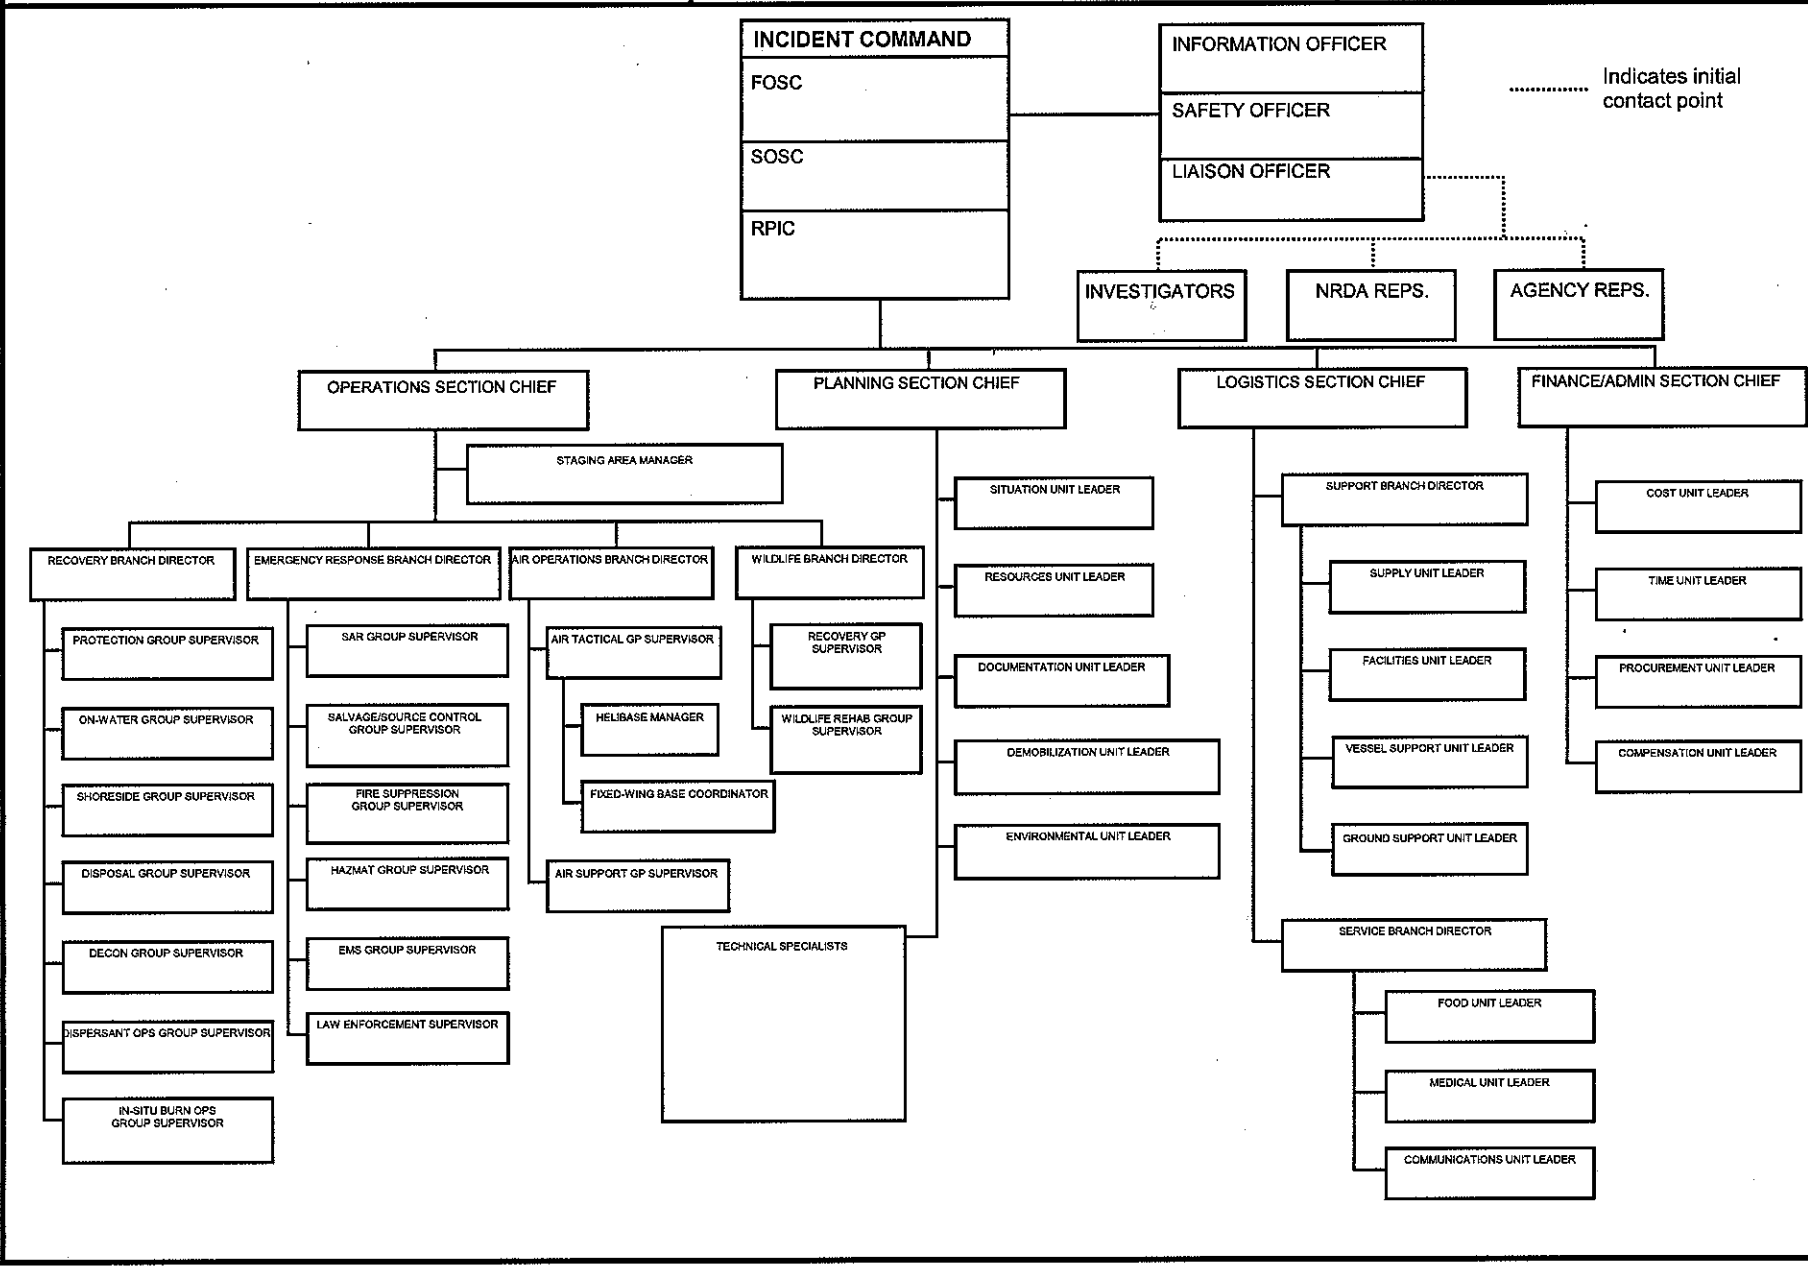 INCIDENT COMMAND
FOSC
SOSC
RPIC
INFORMATION OFFICER
SAFETY OFFICER
LIAISON OFFICER
Indicates initial
contact point
INVESTIGATORS
NRDA REPS.
AGENCY REPS.
OPERATIONS SECTION CHIEF
PLANNING SECTION CHIEF
LOGISTICS SECTION CHIEF
FINANCE/ADMIN SECTION CHIEF
STAGING AREA MANAGER
RECOVERY BRANCH DIRECTOR
PROTECTION GROUP SUPERVISOR
ON-WATER GROUP SUPERVISOR
SHORESIDE GROUP SUPERVISOR
DISPOSAL GROUP SUPERVISOR
DECON GROUP SUPERVISOR
DISPERSANT OPS GROUP SUPERVISOR
IN-SITU BURN OPS
GROUP SUPERVISOR
EMERGENCY RESPONSE BRANCH DIRECTOR
SAR GROUP SUPERVISOR
SALVAGE/SOURCE CONTROL
GROUP SUPERVISOR
FIRE SUPPRESSION
GROUP SUPERVISOR
HAZMAT GROUP SUPERVISOR
EMS GROUP SUPERVISOR
LAW ENFORCEMENT SUPERVISOR
AIR OPERATIONS BRANCH DIRECTOR
AIR TACTICAL GP SUPERVISOR
HELIBASE MANAGER
FIXED-WING BASE COORDINATOR
AIR SUPPORT GP SUPERVISOR
WILDLIFE BRANCH DIRECTOR
RECOVERY GP
SUPERVISOR
WILDLIFE REHAB GROUP
SUPERVISOR
SITUATION UNIT LEADER
RESOURCES UNIT LEADER
DOCUMENTATION UNIT LEADER
DEMOBILIZATION UNIT LEADER
ENVIRONMENTAL UNIT LEADER
TECHNICAL SPECIALISTS
SUPPORT BRANCH DIRECTOR
SUPPLY UNIT LEADER
FACILITIES UNIT LEADER
VESSEL SUPPORT UNIT LEADER
GROUND SUPPORT UNIT LEADER
SERVICE BRANCH DIRECTOR
FOOD UNIT LEADER
MEDICAL UNIT LEADER
COMMUNICATIONS UNIT LEADER
COST UNIT LEADER
TIME UNIT LEADER
PROCUREMENT UNIT LEADER
COMPENSATION UNIT LEADER